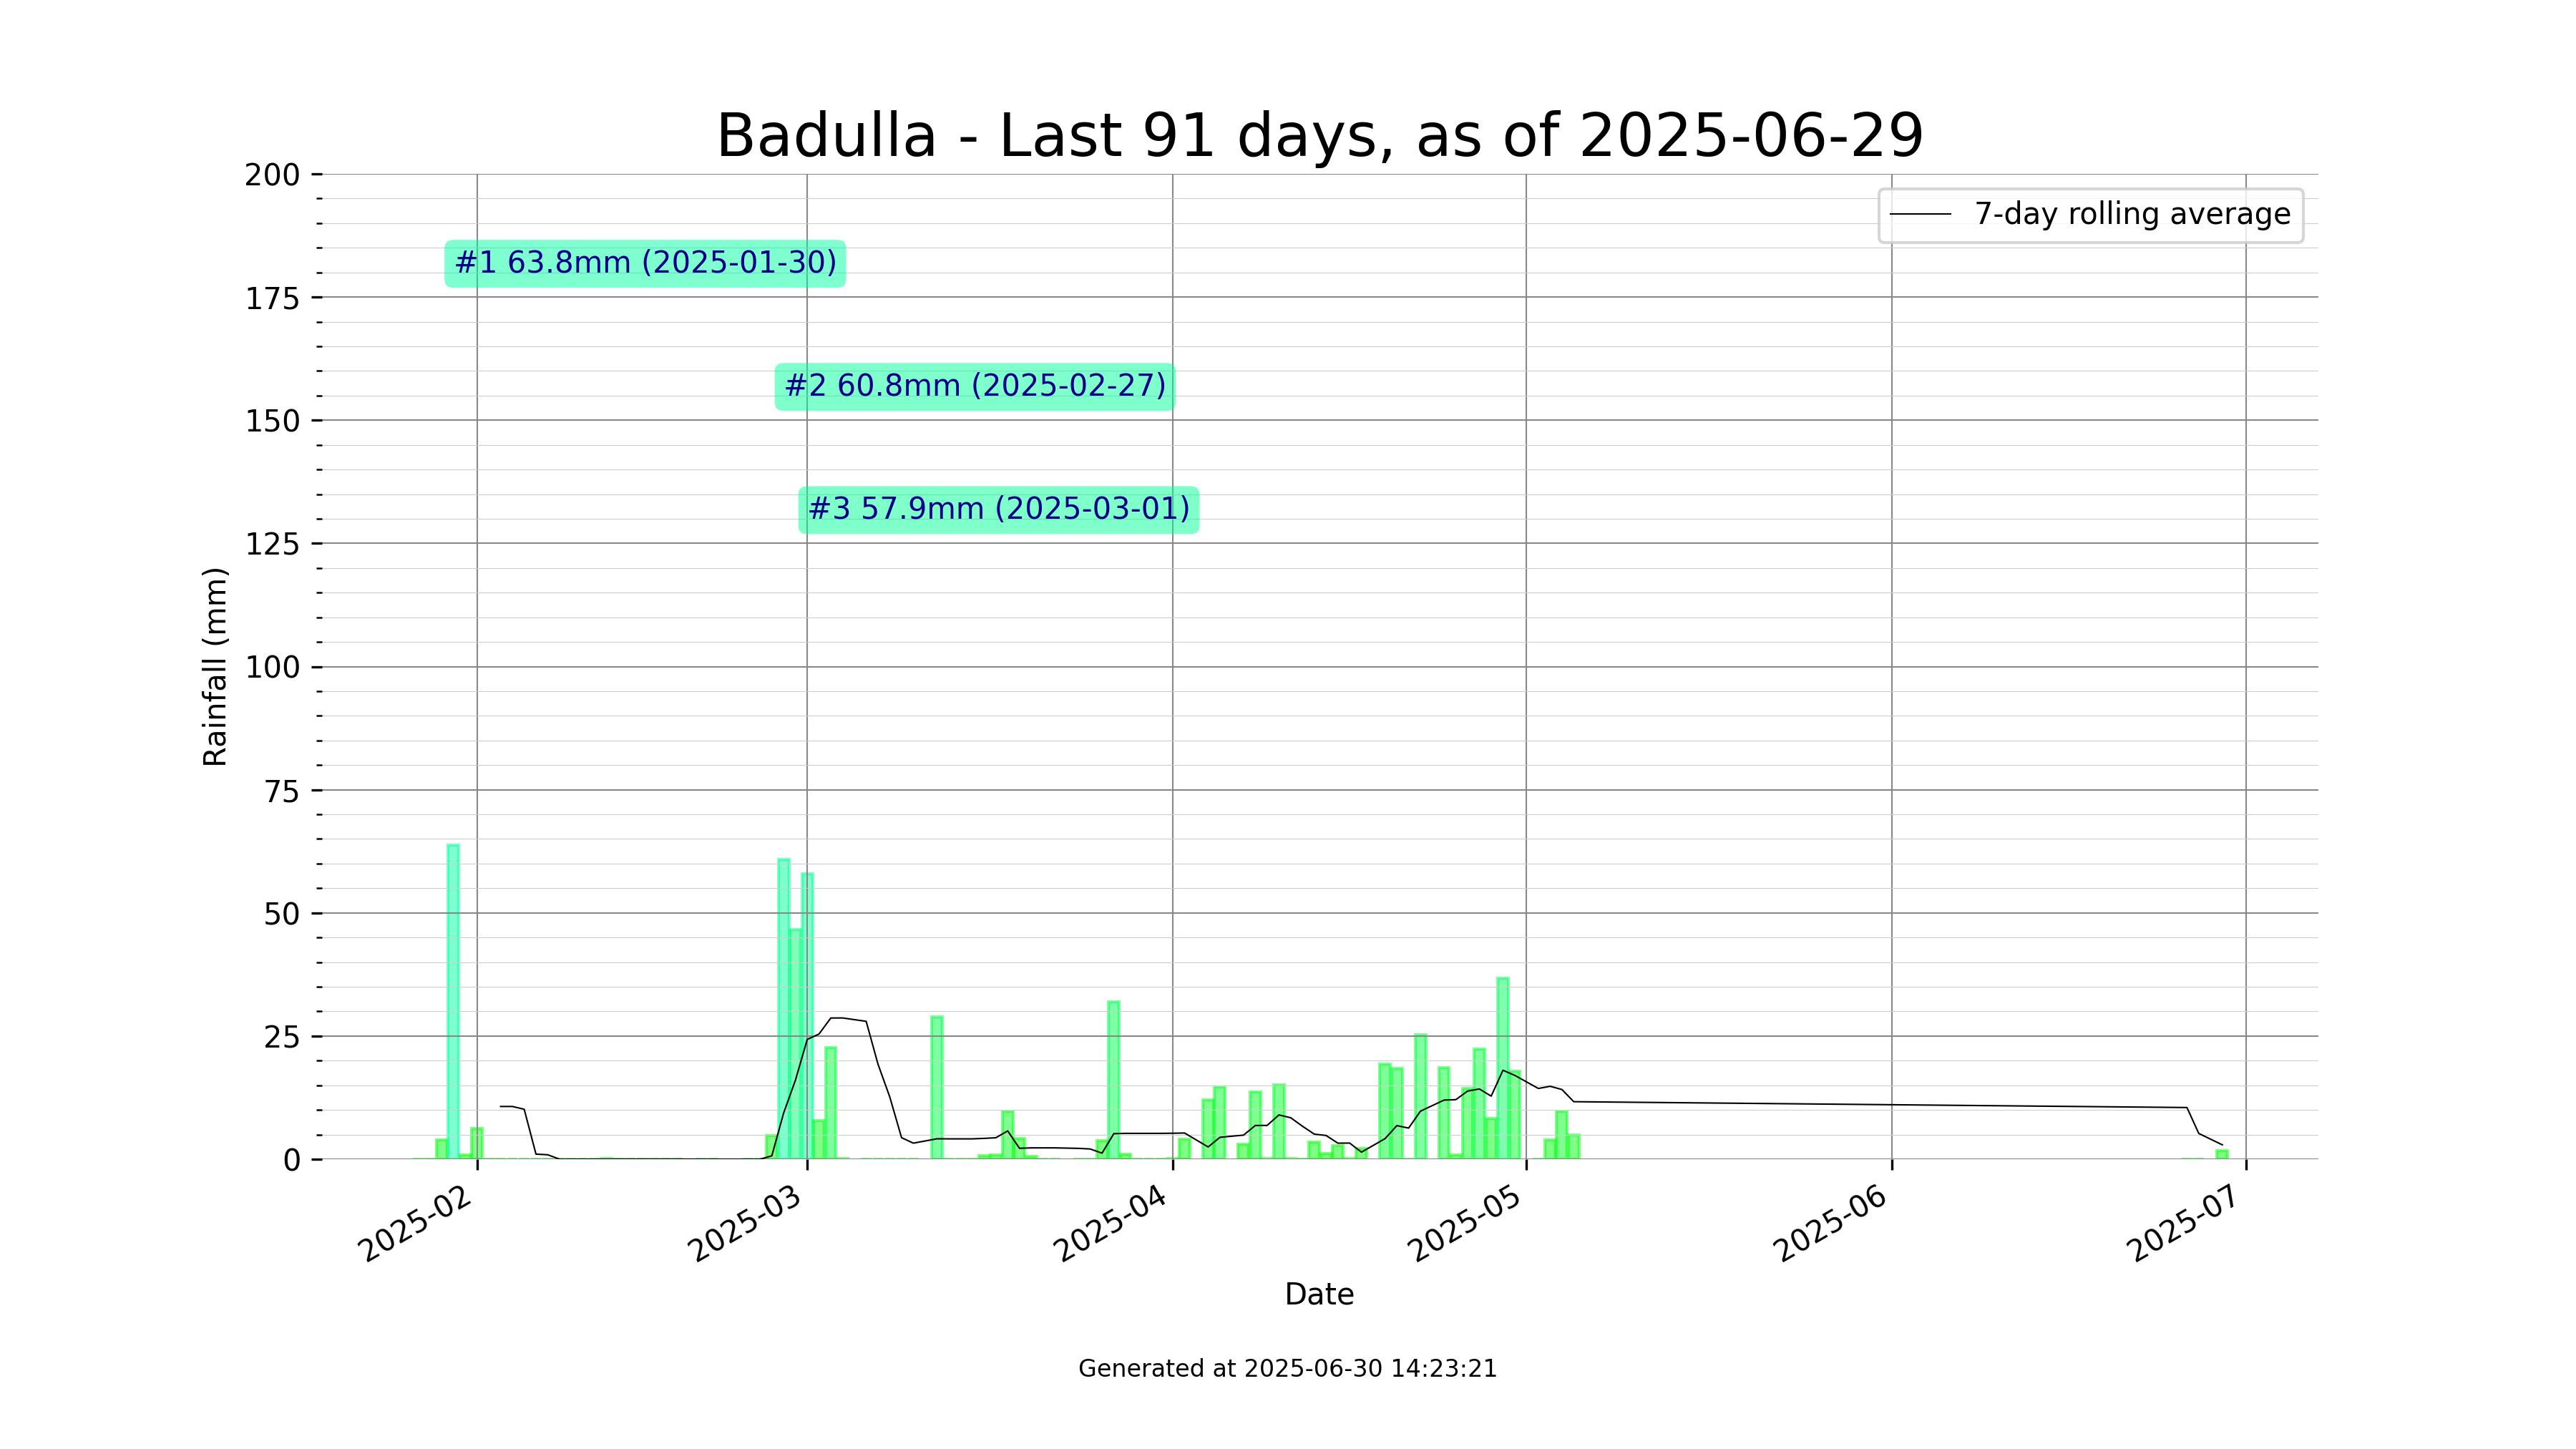 Badulla - Last 91 days, as of 2025-06-29
200
175
150
125
100
75
50
25
0
Rainfall (mm)
7-day rolling average
#1 63.8mm (2025-01-30)
#2 60.8mm (2025-02-27)
#3 57.9mm (2025-03-01)
2025-02
2025-03
2025-04
2025-05
2025-06
2025-07
Date
Generated at 2025-06-30 14:23:21